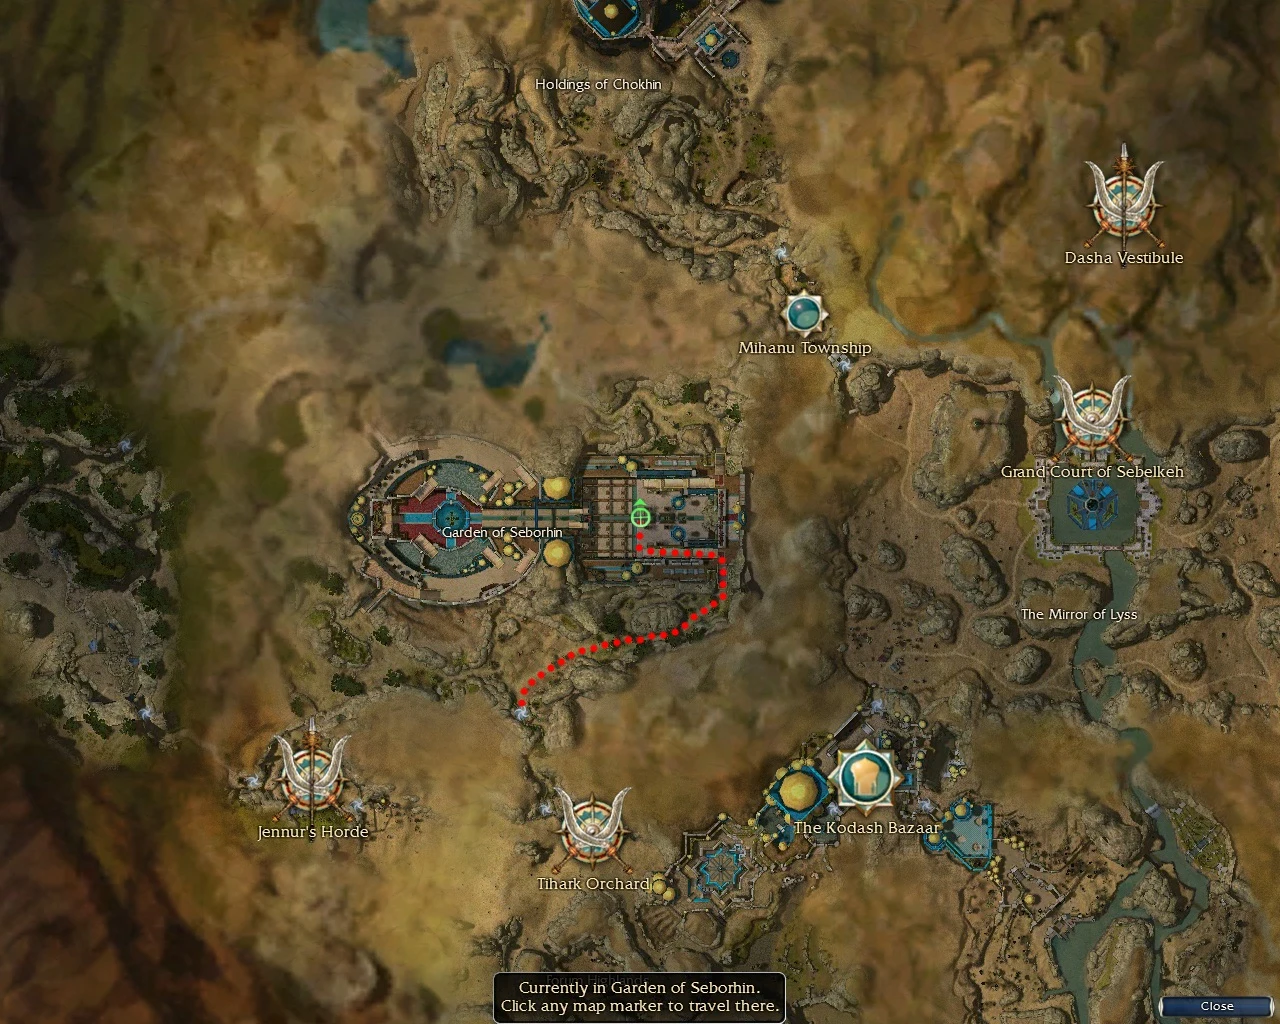 Holdings of Chokhin
Dasha Vestibule
Mihanu Township
Grand Court of Sebelkeh
Garden of Seborhin
The Mirror of Lyss
Jennur's Horde
The Kodash Bazaar
Tihark Orchard
Forum Highlands
Currently in Garden of Seborhin.
Click any map marker to travel there.
Close